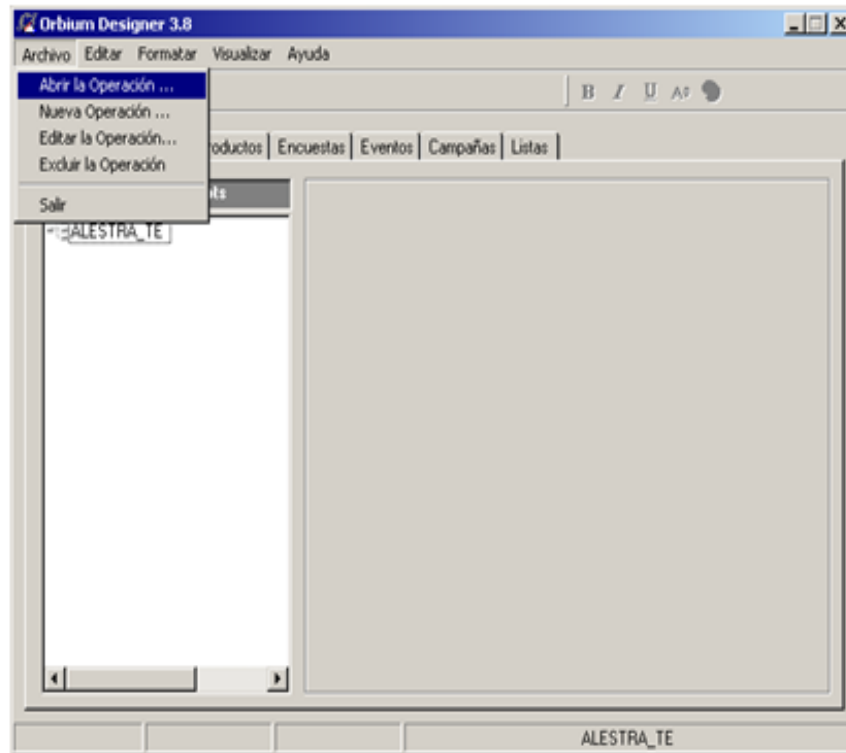 Orbium Designer 3.8
Archivo Editar Formatar Visualizar Ayuda
Abrir la Operación ...
B I U
Nueva Operación ...
Editar la Operación...
Excluir la Operación
Salir
Encuestas Eventos Campañas Listas
ALESTRA_TE
ALESTRA_TE